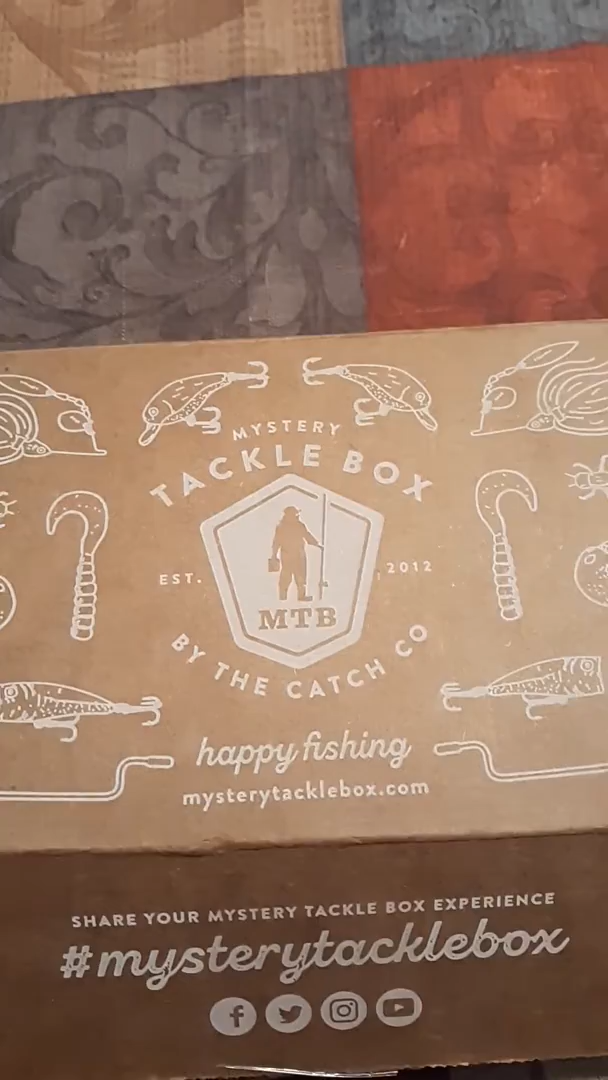 MYSTERY
TACKLE BOX
EST. 2012
MTB
BY THE CATCH CO
happy fishing
mysterytacklebox.com
SHARE YOUR MYSTERY TACKLE BOX EXPERIENCE
#mysterytacklebox